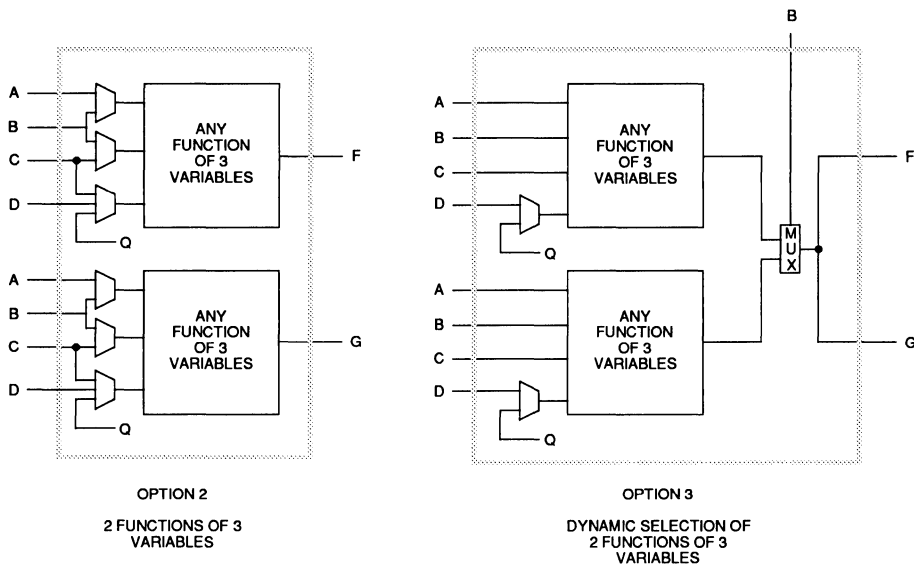 A
B
C
D
Q
ANY
FUNCTION
OF 3
VARIABLES
F
A
B
C
D
Q
ANY
FUNCTION
OF 3
VARIABLES
G
OPTION 2
2 FUNCTIONS OF 3
VARIABLES
B
A
B
C
D
Q
ANY
FUNCTION
OF 3
VARIABLES
MUX
F
A
B
C
D
Q
ANY
FUNCTION
OF 3
VARIABLES
G
OPTION 3
DYNAMIC SELECTION OF
2 FUNCTIONS OF 3
VARIABLES